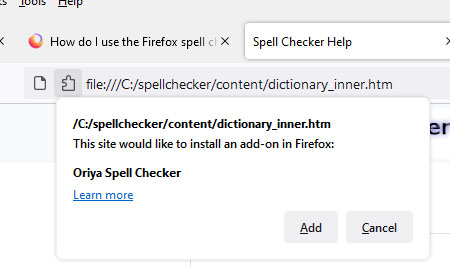 Tools Help
How do I use the Firefox spell c
Spell Checker Help
file:///C:/spellchecker/content/dictionary_inner.htm
/C:/spellchecker/content/dictionary_inner.htm
This site would like to install an add-on in Firefox:
Oriya Spell Checker
Learn more
Add Cancel